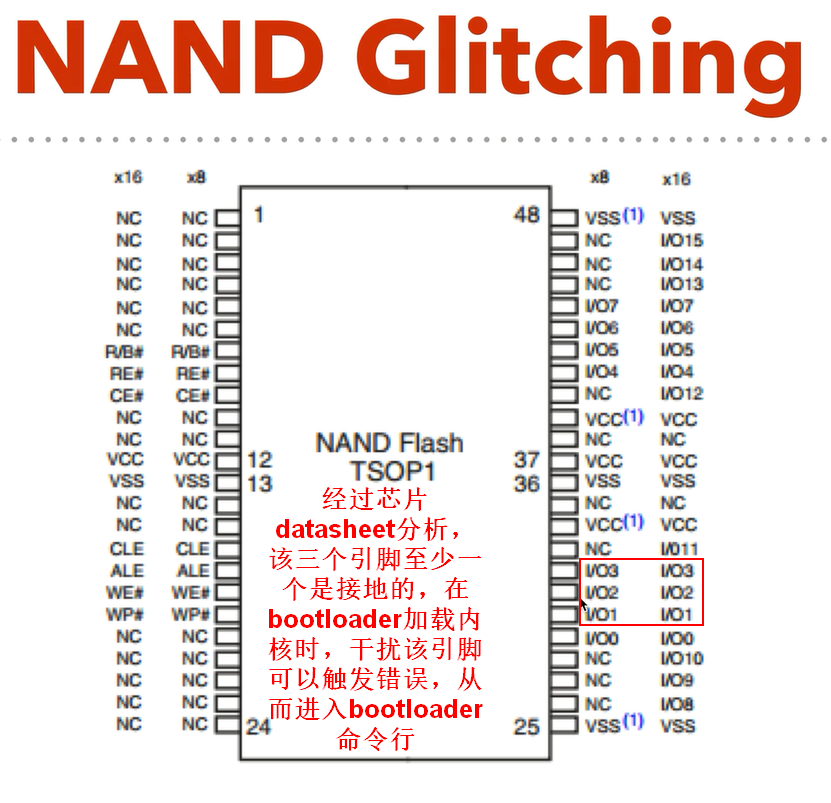 NAND Glitching
x16 x8 x8 x16
NC NC 1 48 VSS(1) VSS
NC NC NC I/O15
NC NC NC I/O14
NC NC NC I/O13
NC NC I/O7 I/O7
NC NC I/O6 I/O6
R/B# R/B# I/O5 I/O5
RE# RE# I/O4 I/O4
CE# CE# NC I/O12
NC NC VCC(1) VCC
NC NC NC NC
VCC VCC 12 37 VCC VCC
VSS VSS 13 36 VSS VSS
NC NC NC NC
NC NC VCC(1) VCC
CLE CLE NC I/011
ALE ALE I/O3 I/O3
WE# WE# I/O2 I/O2
WP# WP# I/O1 I/O1
NC NC I/O0 I/O0
NC NC NC I/O10
NC NC NC I/O9
NC NC NC I/O8
NC NC 24 25 VSS(1) VSS
NAND Flash
TSOP1
经过芯片
datasheet分析，
该三个引脚至少一
个是接地的，在
bootloader加载内
核时，干扰该引脚
可以触发错误，从
而进入bootloader
命令行